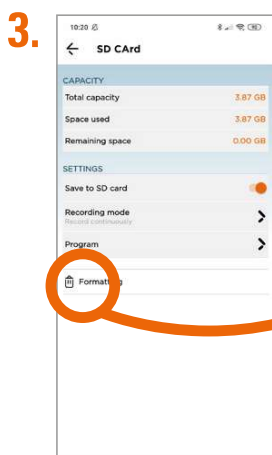 3.
10:20
SD CArd
CAPACITY
Total capacity 3.87 GB
Space used 3.87 GB
Remaining space 0.00 GB
SETTINGS
Save to SD card
Recording mode
Record continuously
Program
Formatting